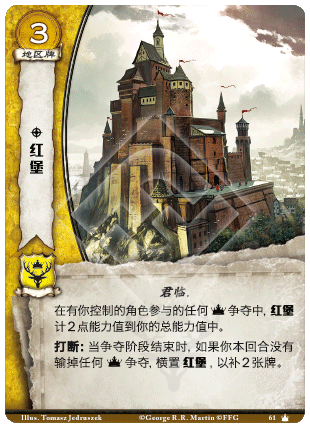 3
地区牌
红堡
君临.
在有你控制的角色参与的任何 争夺中, 红堡
计2点能力值到你的总能力值中。
打断: 当争夺阶段结束时, 如果你本回合没有
输掉任何 争夺, 横置 红堡, 以补2张牌。
Illus. Tomasz Jedruszek ©George R.R. Martin ©FFG 61